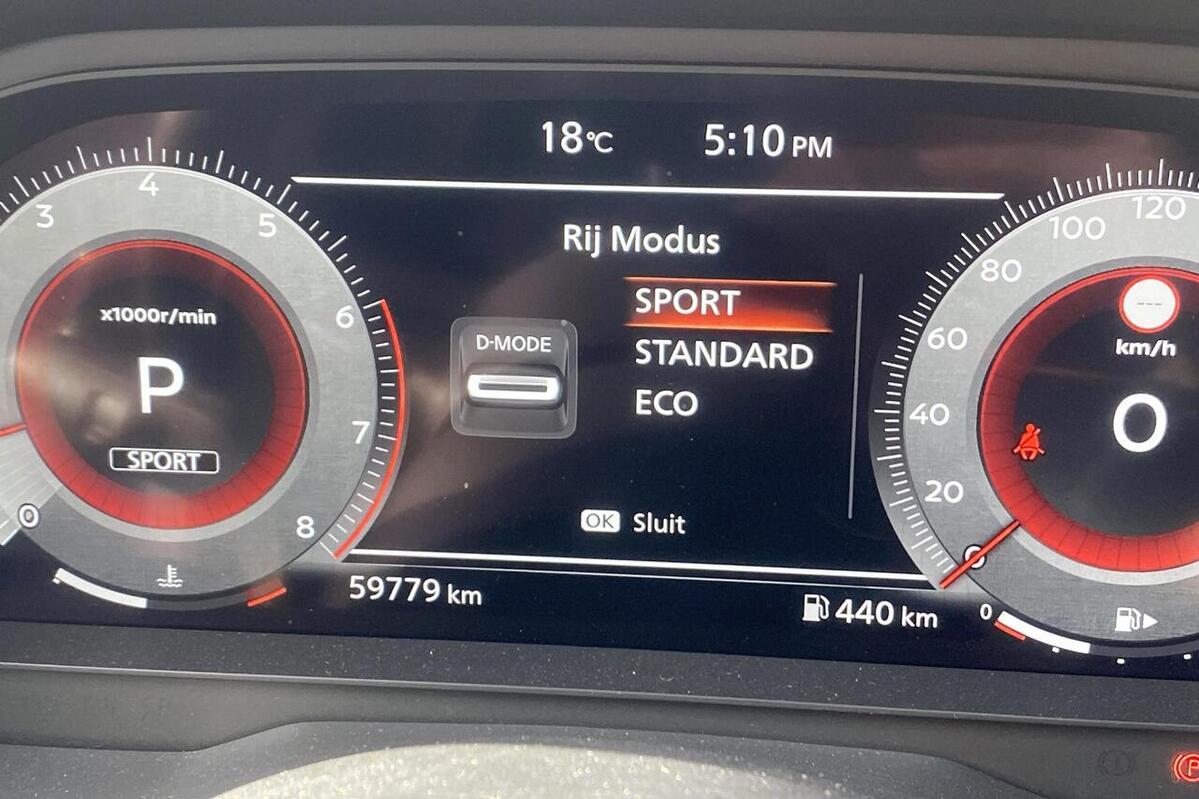 18°C 5:10 PM
Rij Modus
D-MODE
SPORT
STANDARD
ECO
OK Sluit
3 4 5 6 7 8
x1000r/min
P
SPORT
0
59779 km
440 km
120
100
80
60
40
20
0
---
km/h
0
0
P